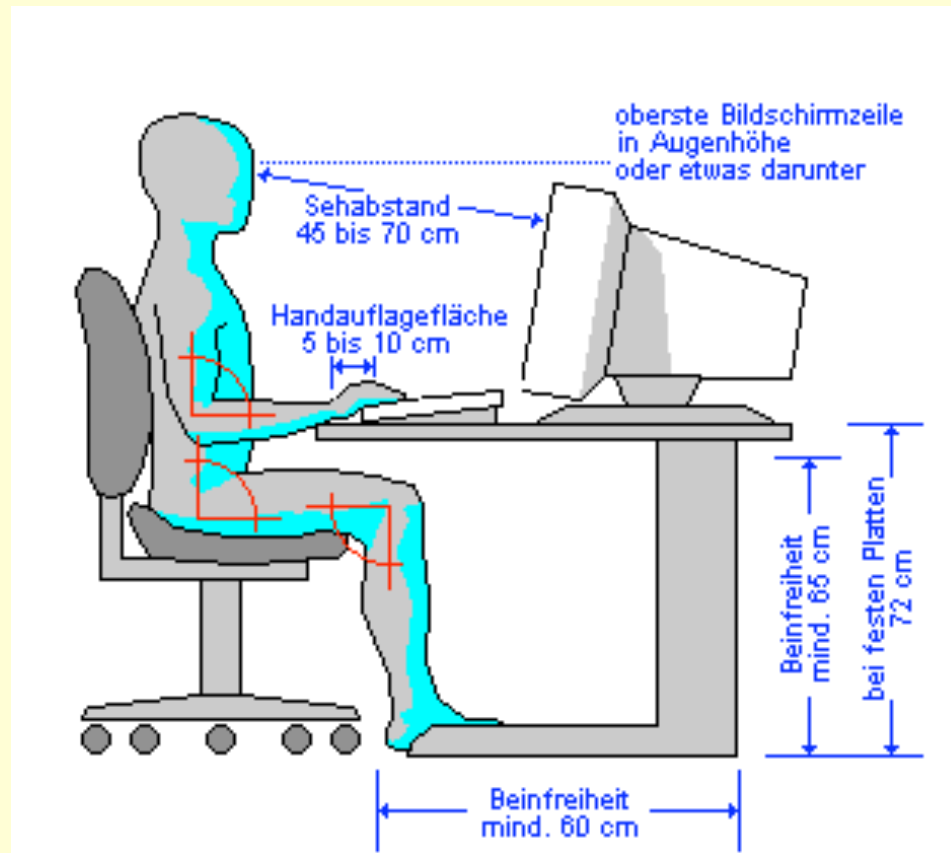 oberste Bildschirmzeile
in Augenhöhe
oder etwas darunter
Sehabstand
45 bis 70 cm
Handauflagefläche
5 bis 10 cm
Beinfreiheit
mind. 65 cm
bei festen Platten
72 cm
Beinfreiheit
mind. 60 cm